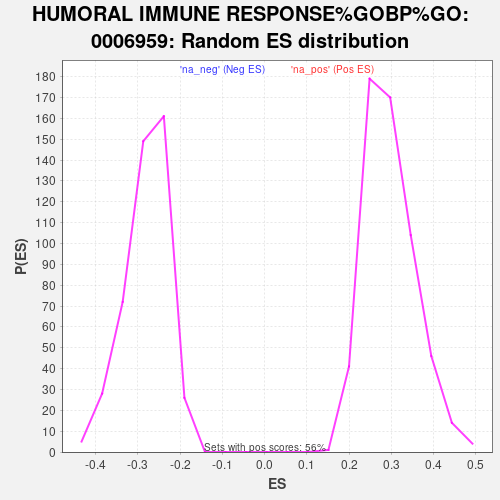 HUMORAL IMMUNE RESPONSE%GOBP%GO:
0006959: Random ES distribution
'na_neg' (Neg ES) 'na_pos' (Pos ES)
180
170
160
150
140
130
120
110
100
90
80
70
60
50
40
30
20
10
0
P(ES)
Sets with pos scores: 56%
-0.4 -0.3 -0.2 -0.1 0.0 0.1 0.2 0.3 0.4 0.5
ES